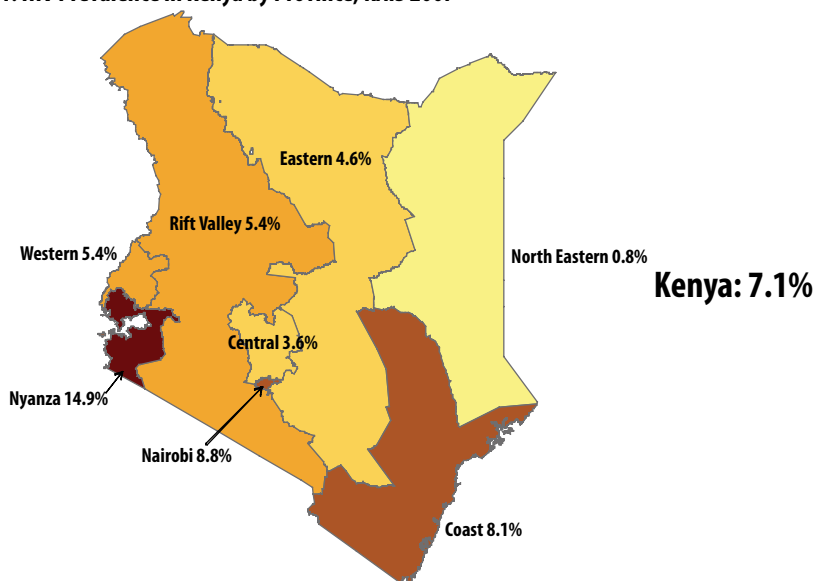 Eastern 4.6%
Rift Valley 5.4%
Western 5.4%
North Eastern 0.8%
Kenya: 7.1%
Central 3.6%
Nyanza 14.9%
Nairobi 8.8%
Coast 8.1%